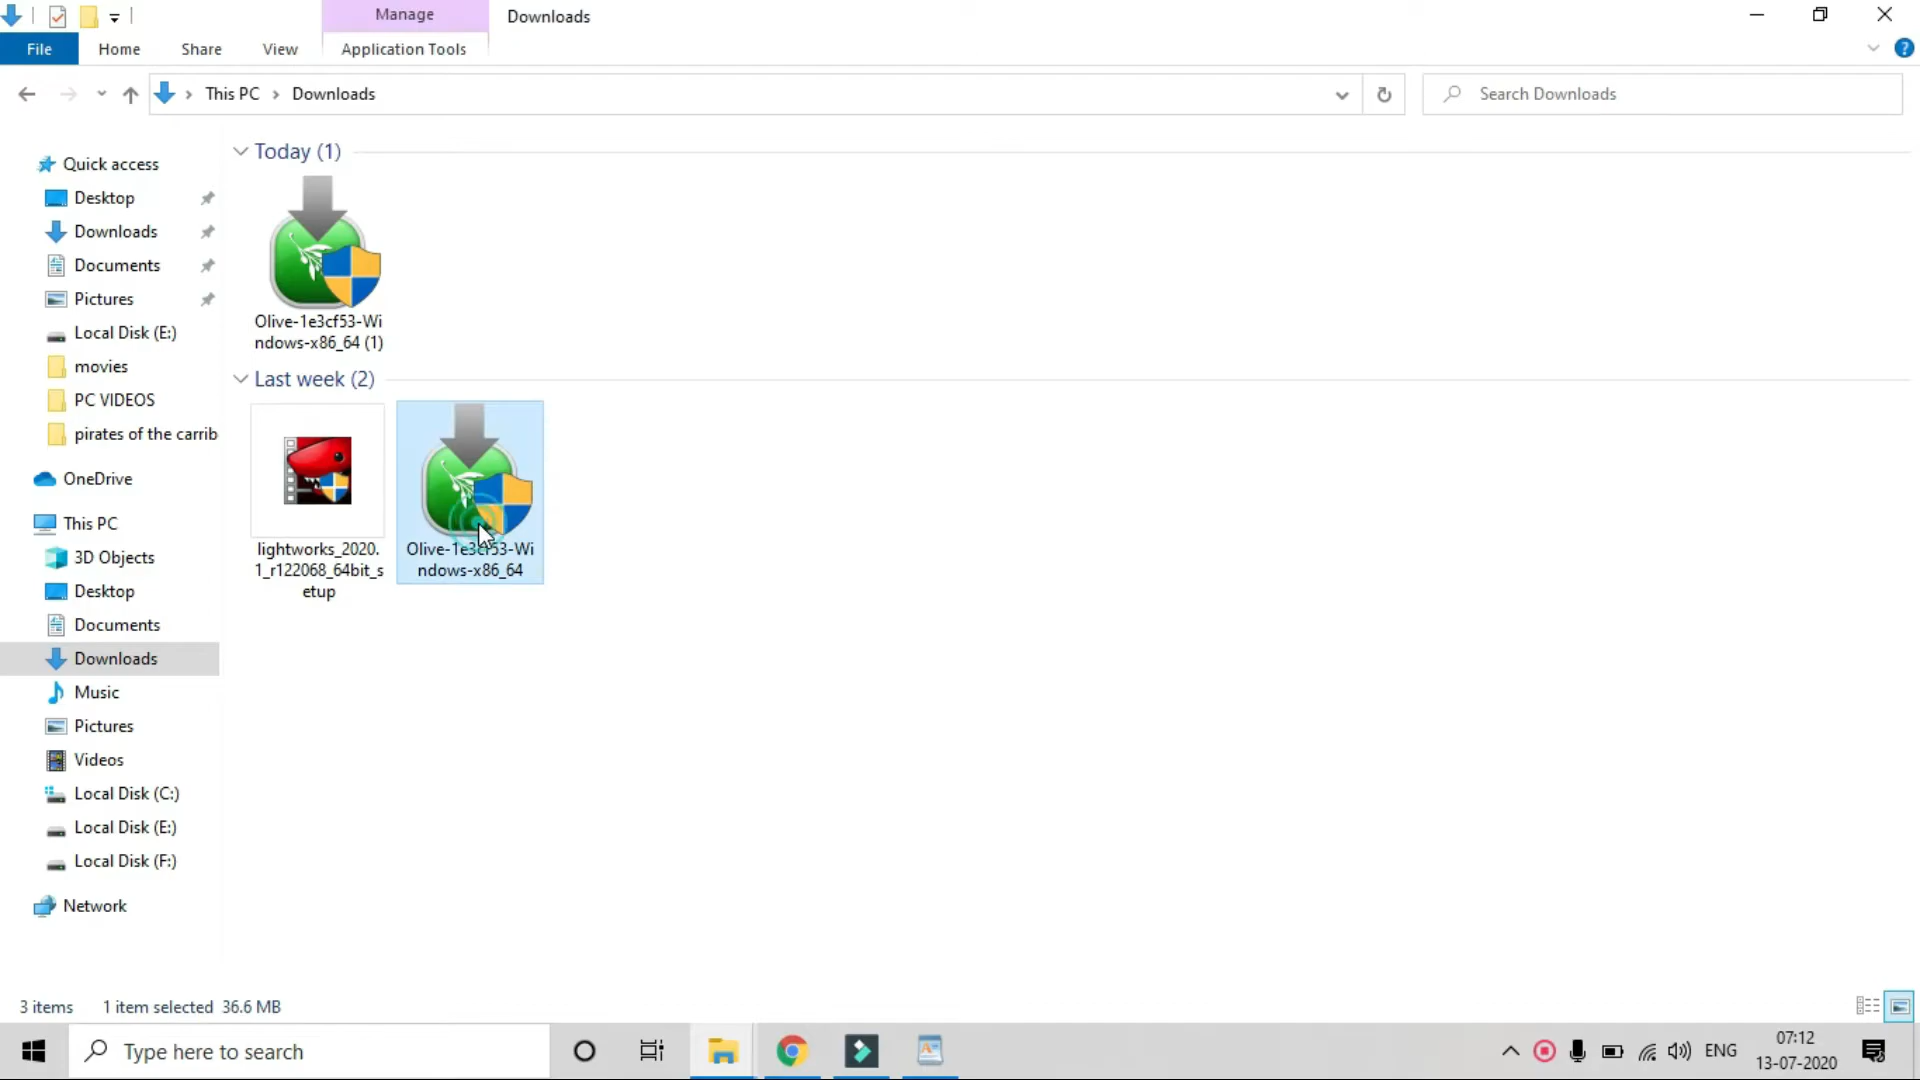 Manage
Downloads
File
Home
Share
View
Application Tools
This PC
Downloads
Search Downloads
Quick access
Desktop
Downloads
Documents
Pictures
Local Disk (E:)
movies
PC VIDEOS
pirates of the carrib
OneDrive
This PC
3D Objects
Desktop
Documents
Downloads
Music
Pictures
Videos
Local Disk (C:)
Local Disk (E:)
Local Disk (F:)
Network
Today (1)
Olive-1e3cf53-Wi
ndows-x86_64 (1)
Last week (2)
lightworks_2020.
1_r122068_64bit_s
etup
Olive-1e3cf53-Wi
ndows-x86_64
3 items
1 item selected 36.6 MB
Type here to search
ENG
07:12
13-07-2020